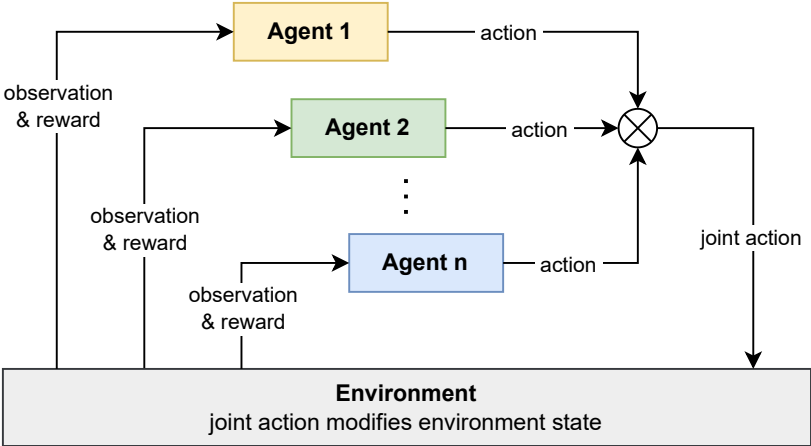 Agent 1
action
observation
& reward
Agent 2
action
observation
& reward
Agent n
action
joint action
observation
& reward
Environment
joint action modifies environment state